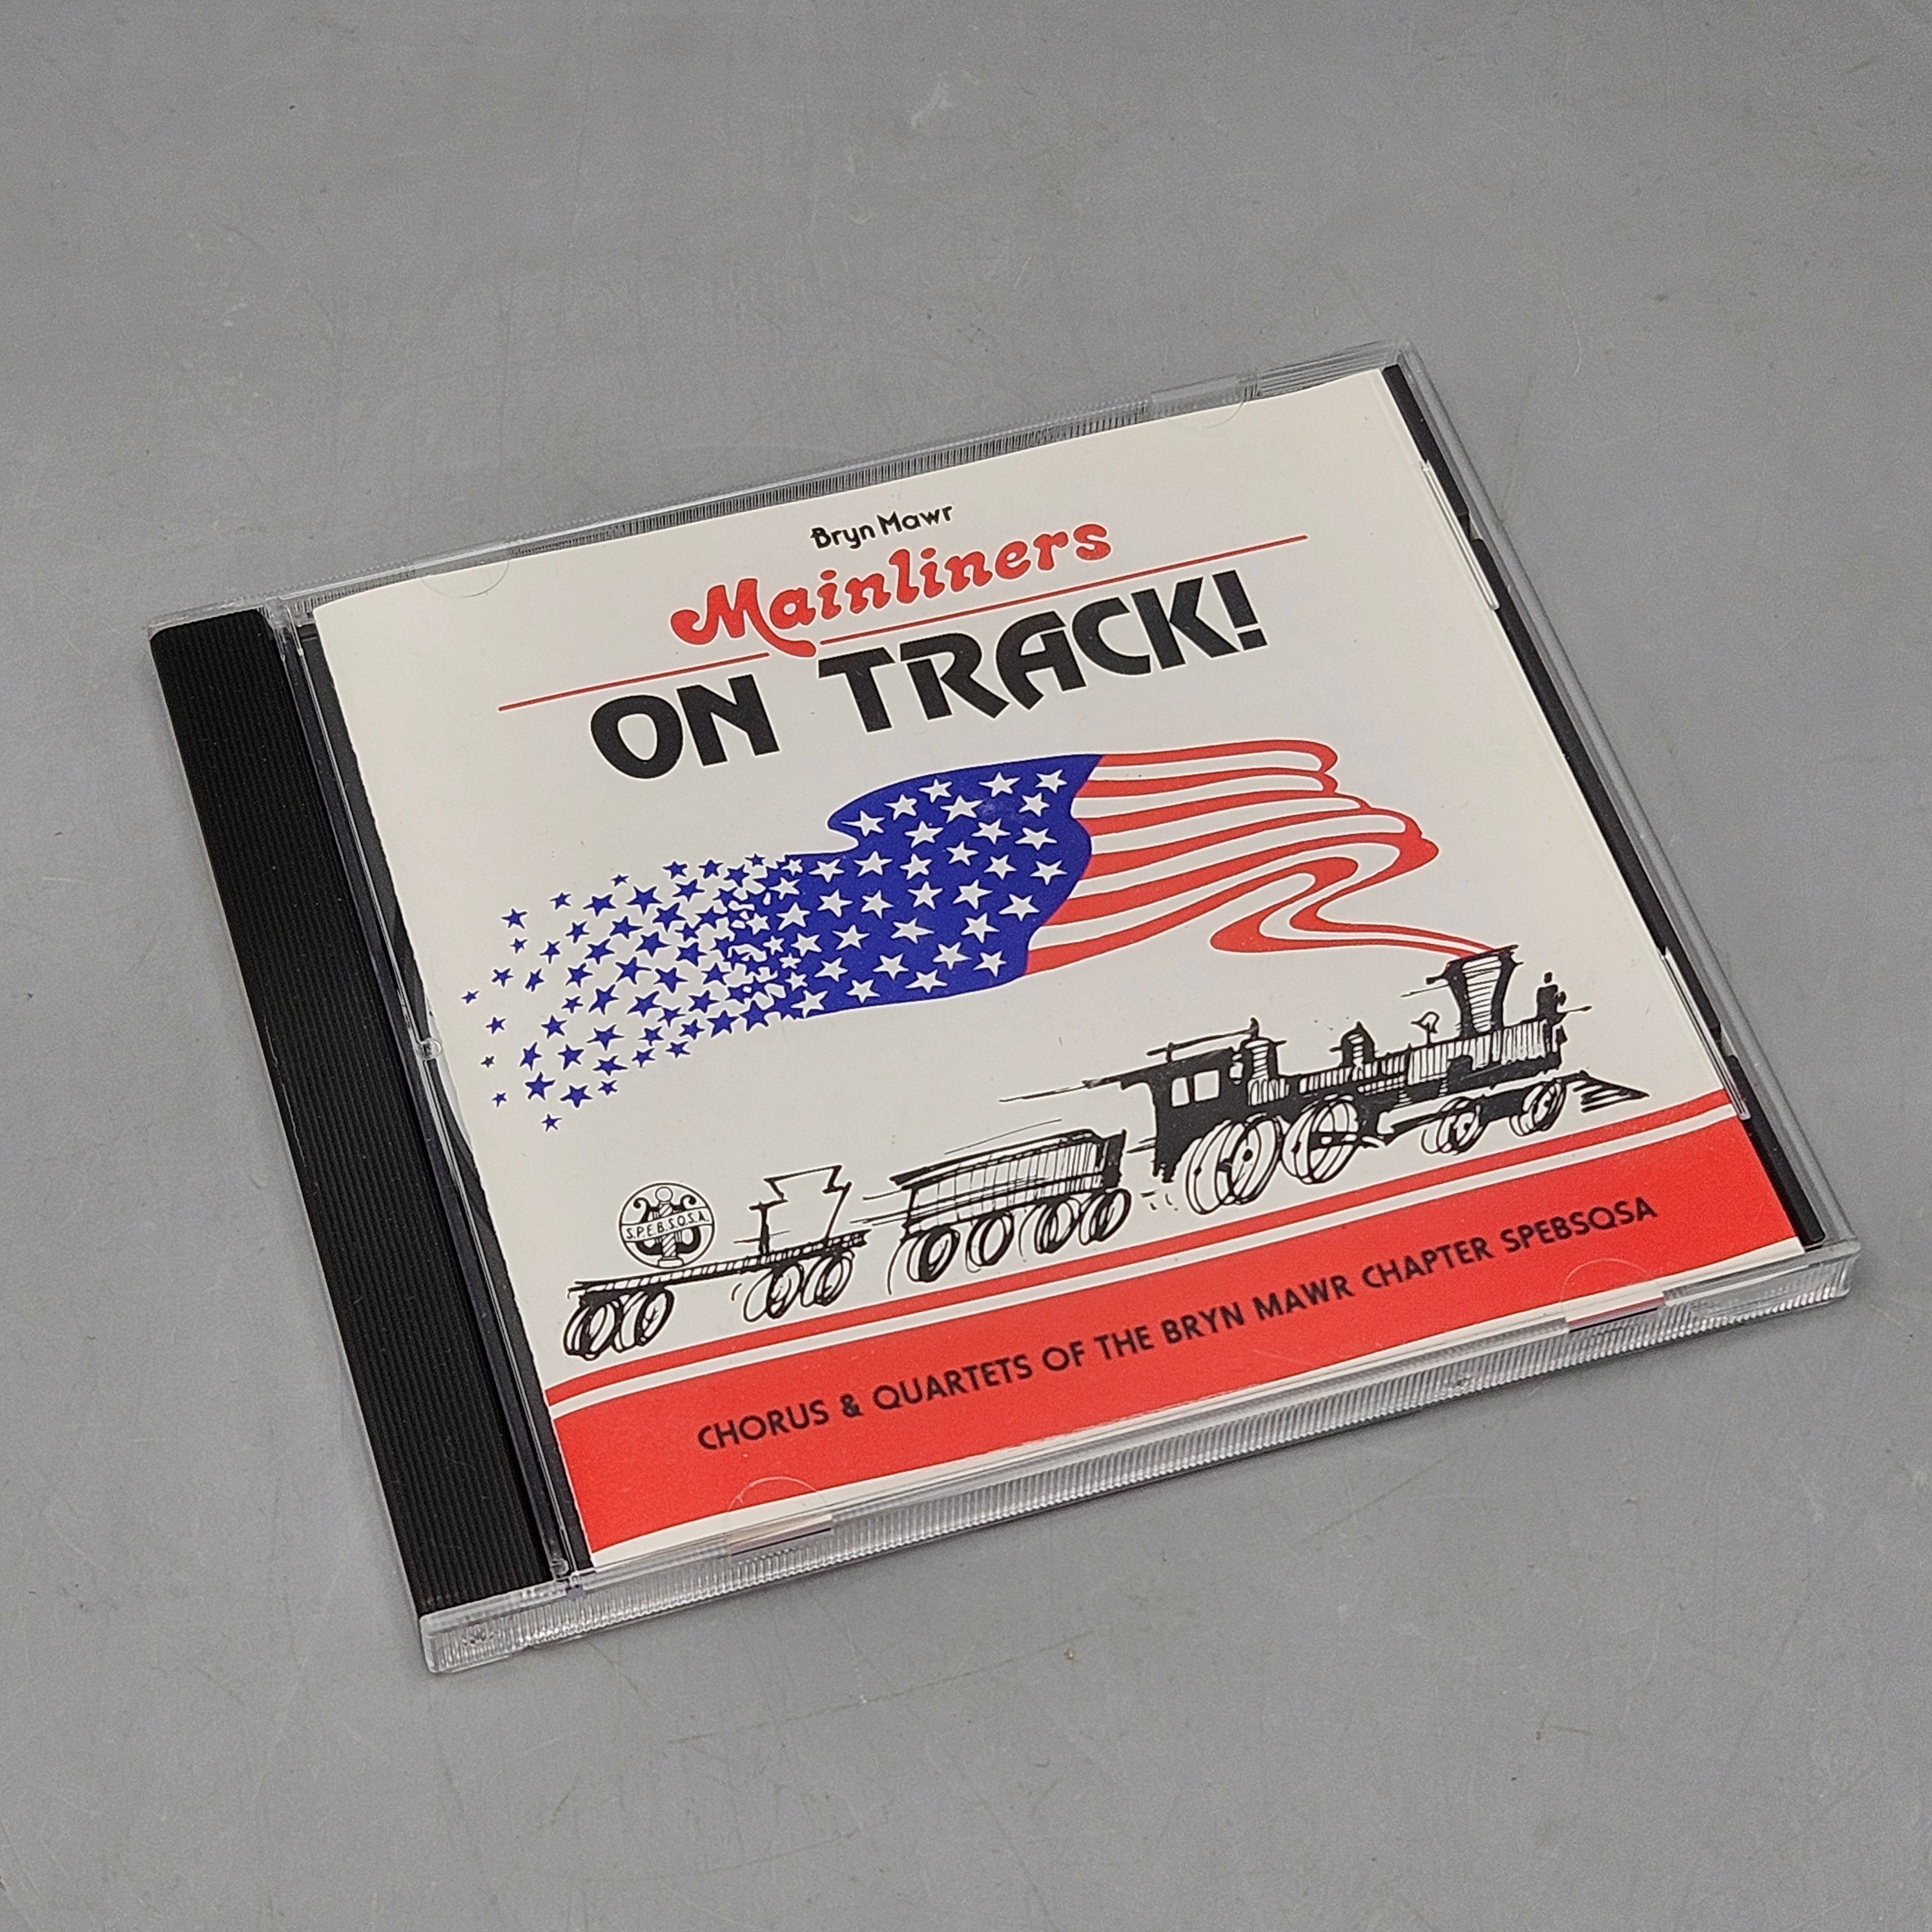 Bryn Mawr
Mainliners
ON TRACK!
S.P.E.B.S.Q.S.A.
CHORUS & QUARTETS OF THE BRYN MAWR CHAPTER SPEBSQSA